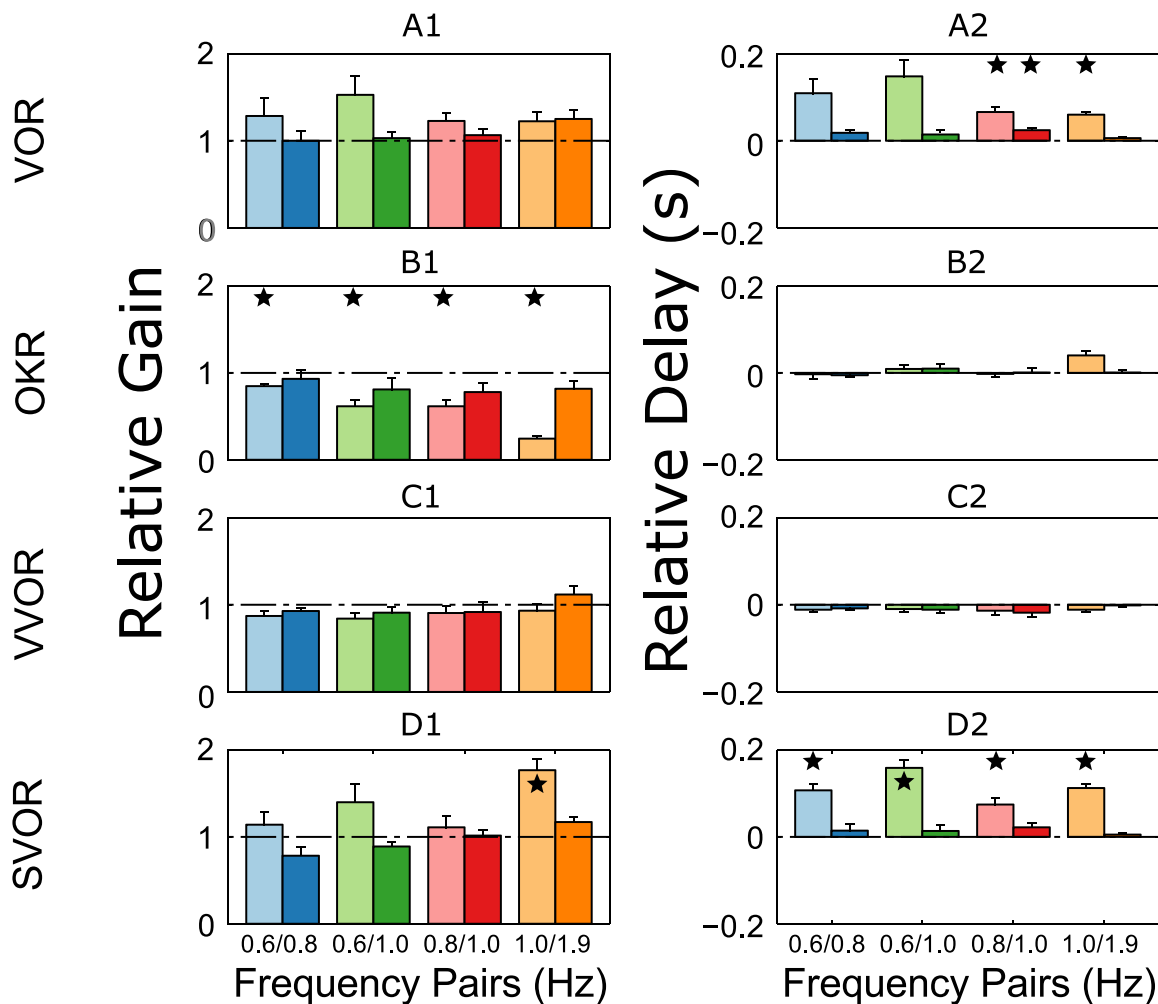 A1
A2
VOR
2
1
0
0.2
0
−0.2
B1
B2
OKR
2
1
0
0.2
0
−0.2
C1
C2
VVOR
2
1
0
0.2
0
−0.2
D1
D2
SVOR
2
1
0
0.2
0
−0.2
Relative Gain
Relative Delay (s)
0.6/0.8 0.6/1.0 0.8/1.0 1.0/1.9
0.6/0.8 0.6/1.0 0.8/1.0 1.0/1.9
Frequency Pairs (Hz)
Frequency Pairs (Hz)